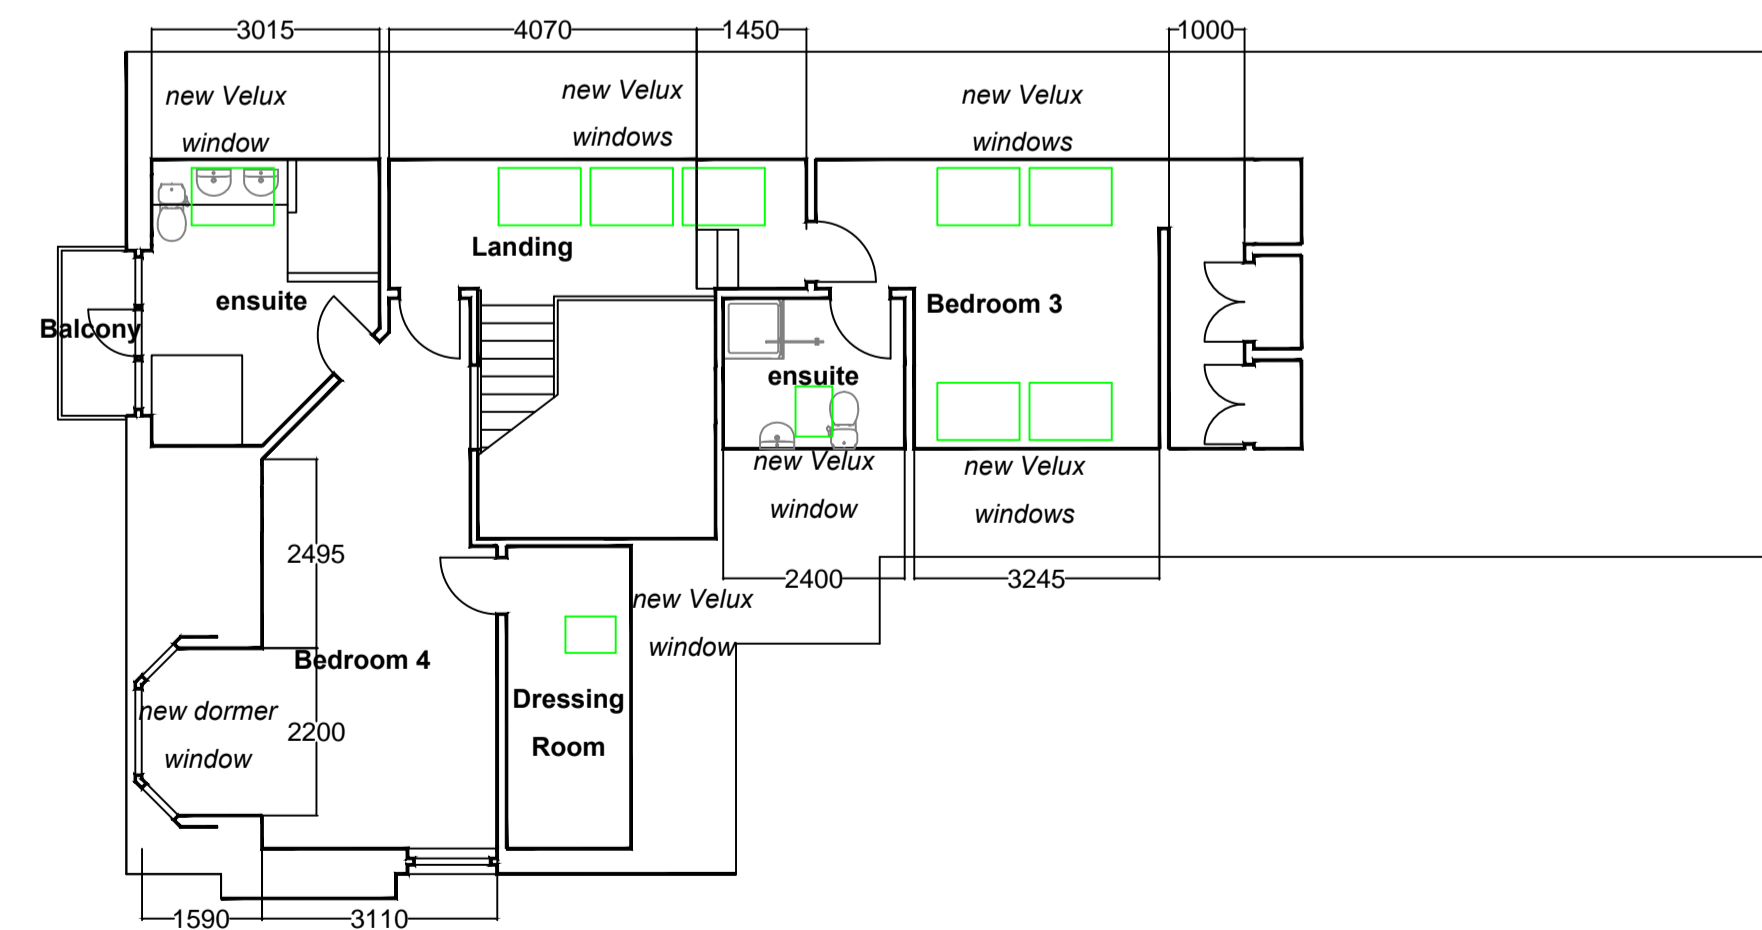 3015
4070
1450
1000
new Velux
window
new Velux
windows
new Velux
windows
Landing
ensuite
Balcony
Bedroom 3
ensuite
new Velux
window
new Velux
windows
2495
2400
3245
new Velux
window
Bedroom 4
Dressing
Room
new dormer
window
2200
1590
3110